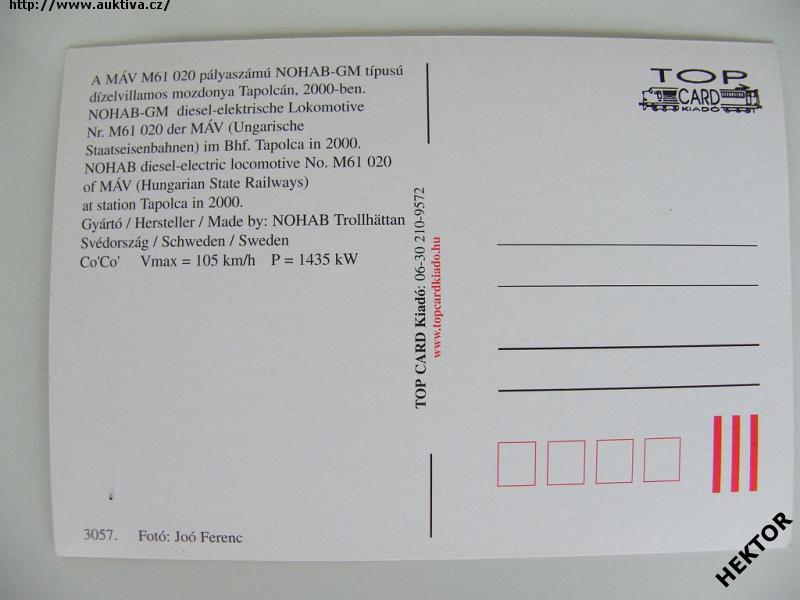 http://www.auktiva.cz/
A MÁV M61 020 pályaszámú NOHAB-GM típusú
dízelvillamos mozdonya Tapolcán, 2000-ben.
NOHAB-GM diesel-elektrische Lokomotive
Nr. M61 020 der MÁV (Ungarische
Staatseisenbahnen) im Bhf. Tapolca in 2000.
NOHAB diesel-electric locomotive No. M61 020
of MÁV (Hungarian State Railways)
at station Tapolca in 2000.
Gyártó / Hersteller / Made by: NOHAB Trollhättan
Svédország / Schweden / Sweden
Co'Co' Vmax = 105 km/h P = 1435 kW
3057. Fotó: Joó Ferenc
TOP CARD Kiadó: 06-30 210-9572
www.topcardkiado.hu
TOP
CARD
KIADÓ
HEKTOR